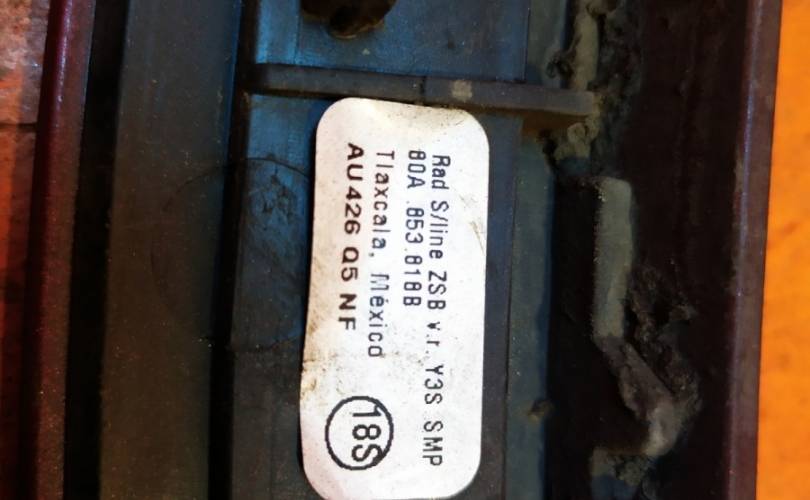 Rad S/line ZSB v.r. Y3S SMP
80A.853.818B
Tlaxcala, México
AU426 Q5 NF
18S